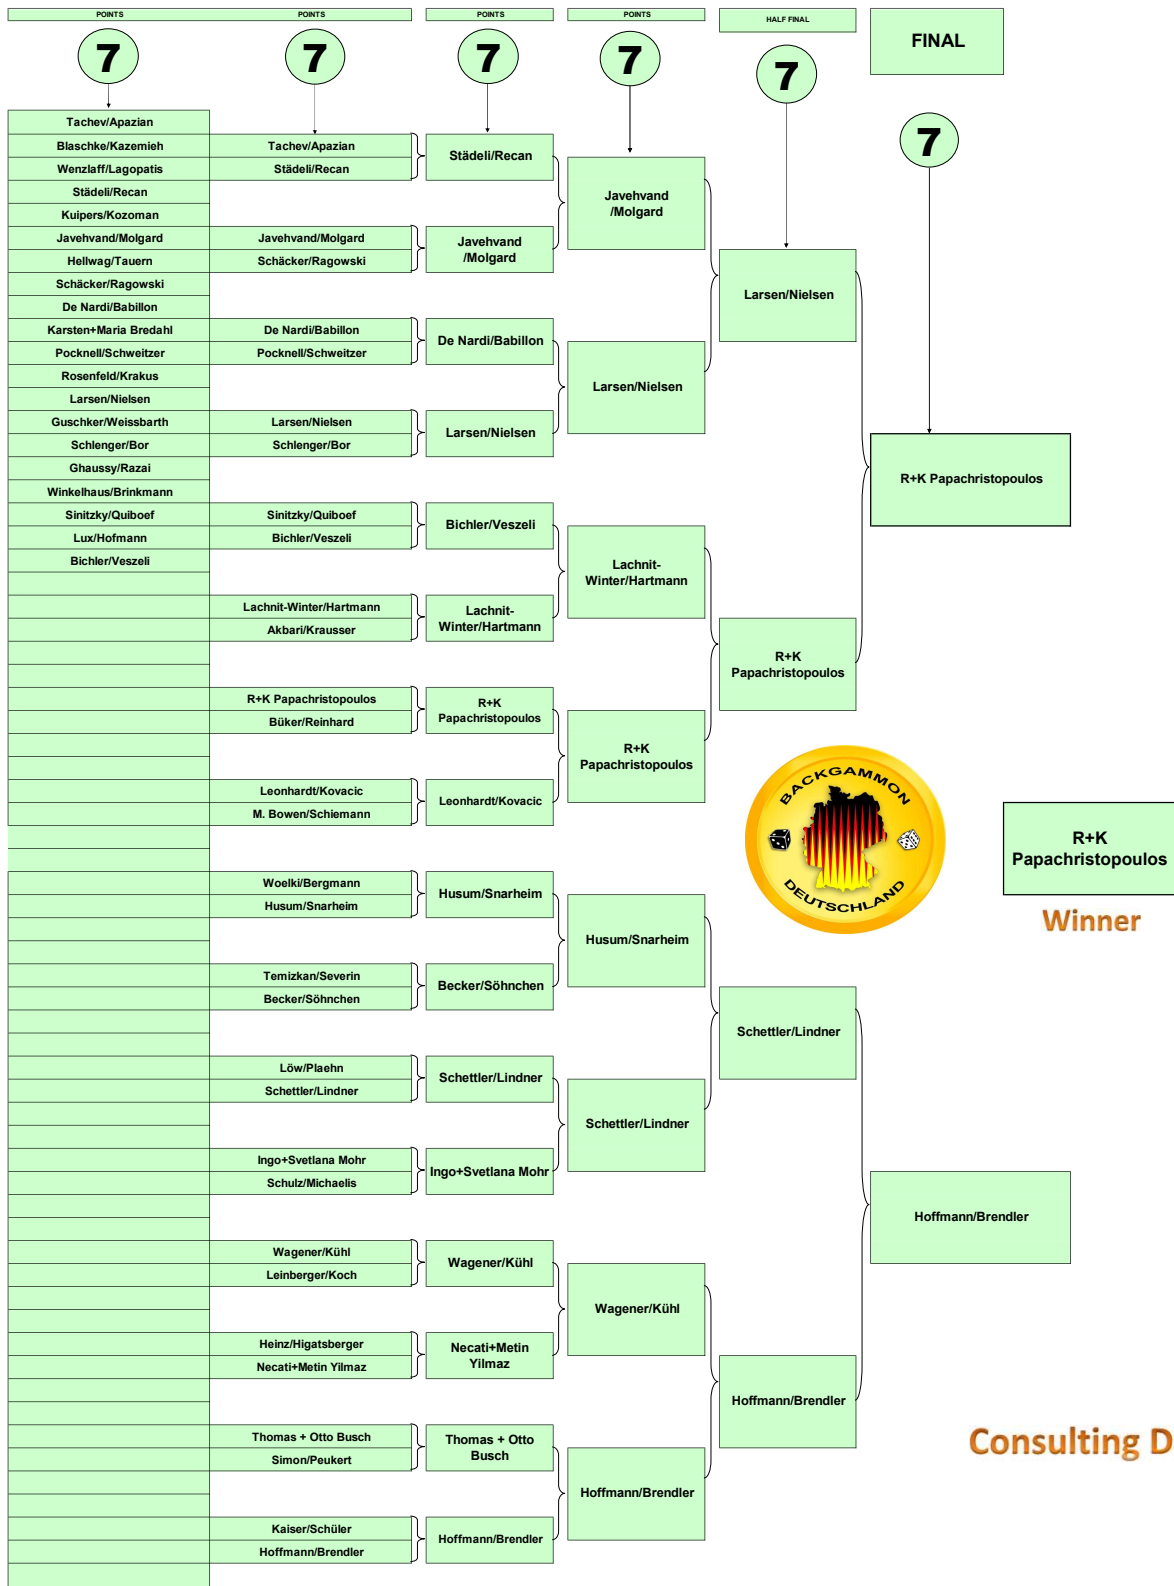 POINTS
POINTS
POINTS
POINTS
HALF FINAL
FINAL
7
7
7
7
7
7
Tachev/Apazian
Blaschke/Kazemieh
Wenzlaff/Lagopatis
Städeli/Recan
Kuipers/Kozoman
Javehvand/Molgard
Hellwag/Tauern
Schäcker/Ragowski
De Nardi/Babillon
Karsten+Maria Bredahl
Pocknell/Schweitzer
Rosenfeld/Krakus
Larsen/Nielsen
Guschker/Weissbarth
Schlenger/Bor
Ghaussy/Razai
Winkelhaus/Brinkmann
Sinitzky/Quiboef
Lux/Hofmann
Bichler/Veszeli
Tachev/Apazian
Städeli/Recan
Javehvand/Molgard
Schäcker/Ragowski
De Nardi/Babillon
Pocknell/Schweitzer
Larsen/Nielsen
Schlenger/Bor
Sinitzky/Quiboef
Bichler/Veszeli
Lachnit-Winter/Hartmann
Akbari/Krausser
R+K Papachristopoulos
Büker/Reinhard
Leonhardt/Kovacic
M. Bowen/Schiemann
Woelki/Bergmann
Husum/Snarheim
Temizkan/Severin
Becker/Söhnchen
Löw/Plaehn
Schettler/Lindner
Ingo+Svetlana Mohr
Schulz/Michaelis
Wagener/Kühl
Leinberger/Koch
Heinz/Higatsberger
Necati+Metin Yilmaz
Thomas + Otto Busch
Simon/Peukert
Kaiser/Schüler
Hoffmann/Brendler
Städeli/Recan
Javehvand
/Molgard
De Nardi/Babillon
Larsen/Nielsen
Bichler/Veszeli
Lachnit-
Winter/Hartmann
R+K
Papachristopoulos
Leonhardt/Kovacic
Husum/Snarheim
Becker/Söhnchen
Schettler/Lindner
Ingo+Svetlana Mohr
Wagener/Kühl
Necati+Metin
Yilmaz
Thomas + Otto
Busch
Hoffmann/Brendler
Javehvand
/Molgard
Larsen/Nielsen
Lachnit-
Winter/Hartmann
R+K
Papachristopoulos
Husum/Snarheim
Schettler/Lindner
Wagener/Kühl
Hoffmann/Brendler
Larsen/Nielsen
R+K
Papachristopoulos
Schettler/Lindner
Hoffmann/Brendler
R+K Papachristopoulos
Hoffmann/Brendler
BACKGAMMON
DEUTSCHLAND
R+K
Papachristopoulos
Winner
Consulting D